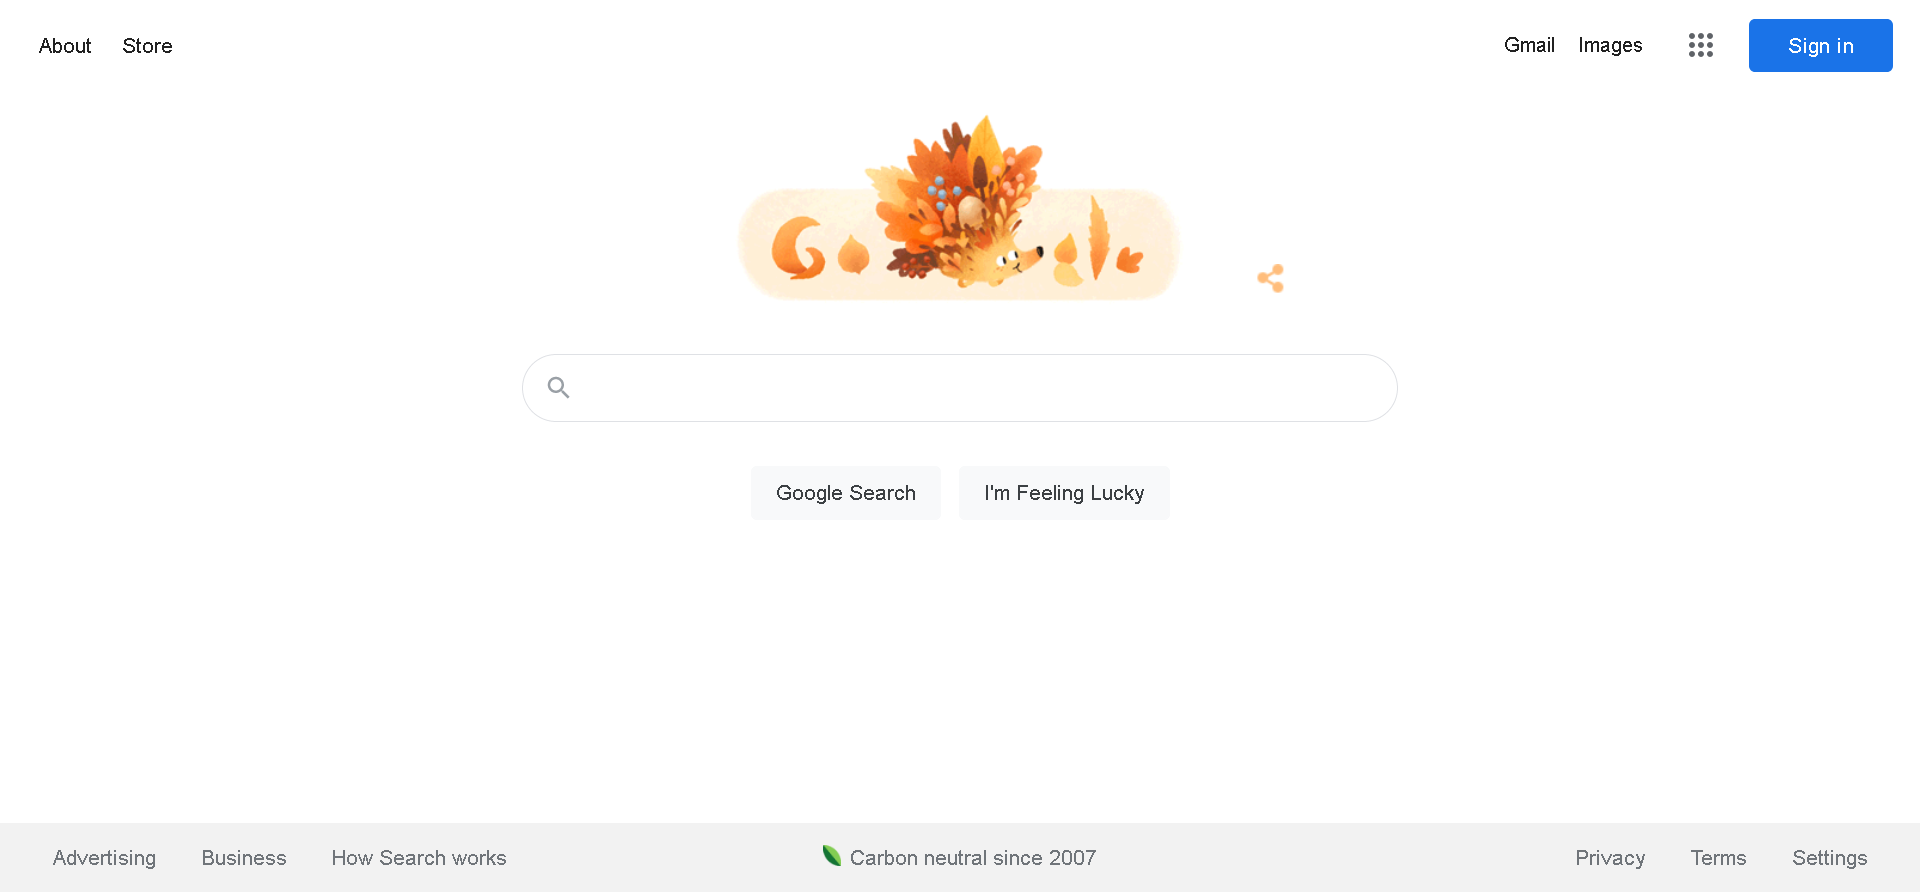 About Store
Gmail Images Sign in
Google
Google Search I'm Feeling Lucky
Advertising Business How Search works
Carbon neutral since 2007
Privacy Terms Settings